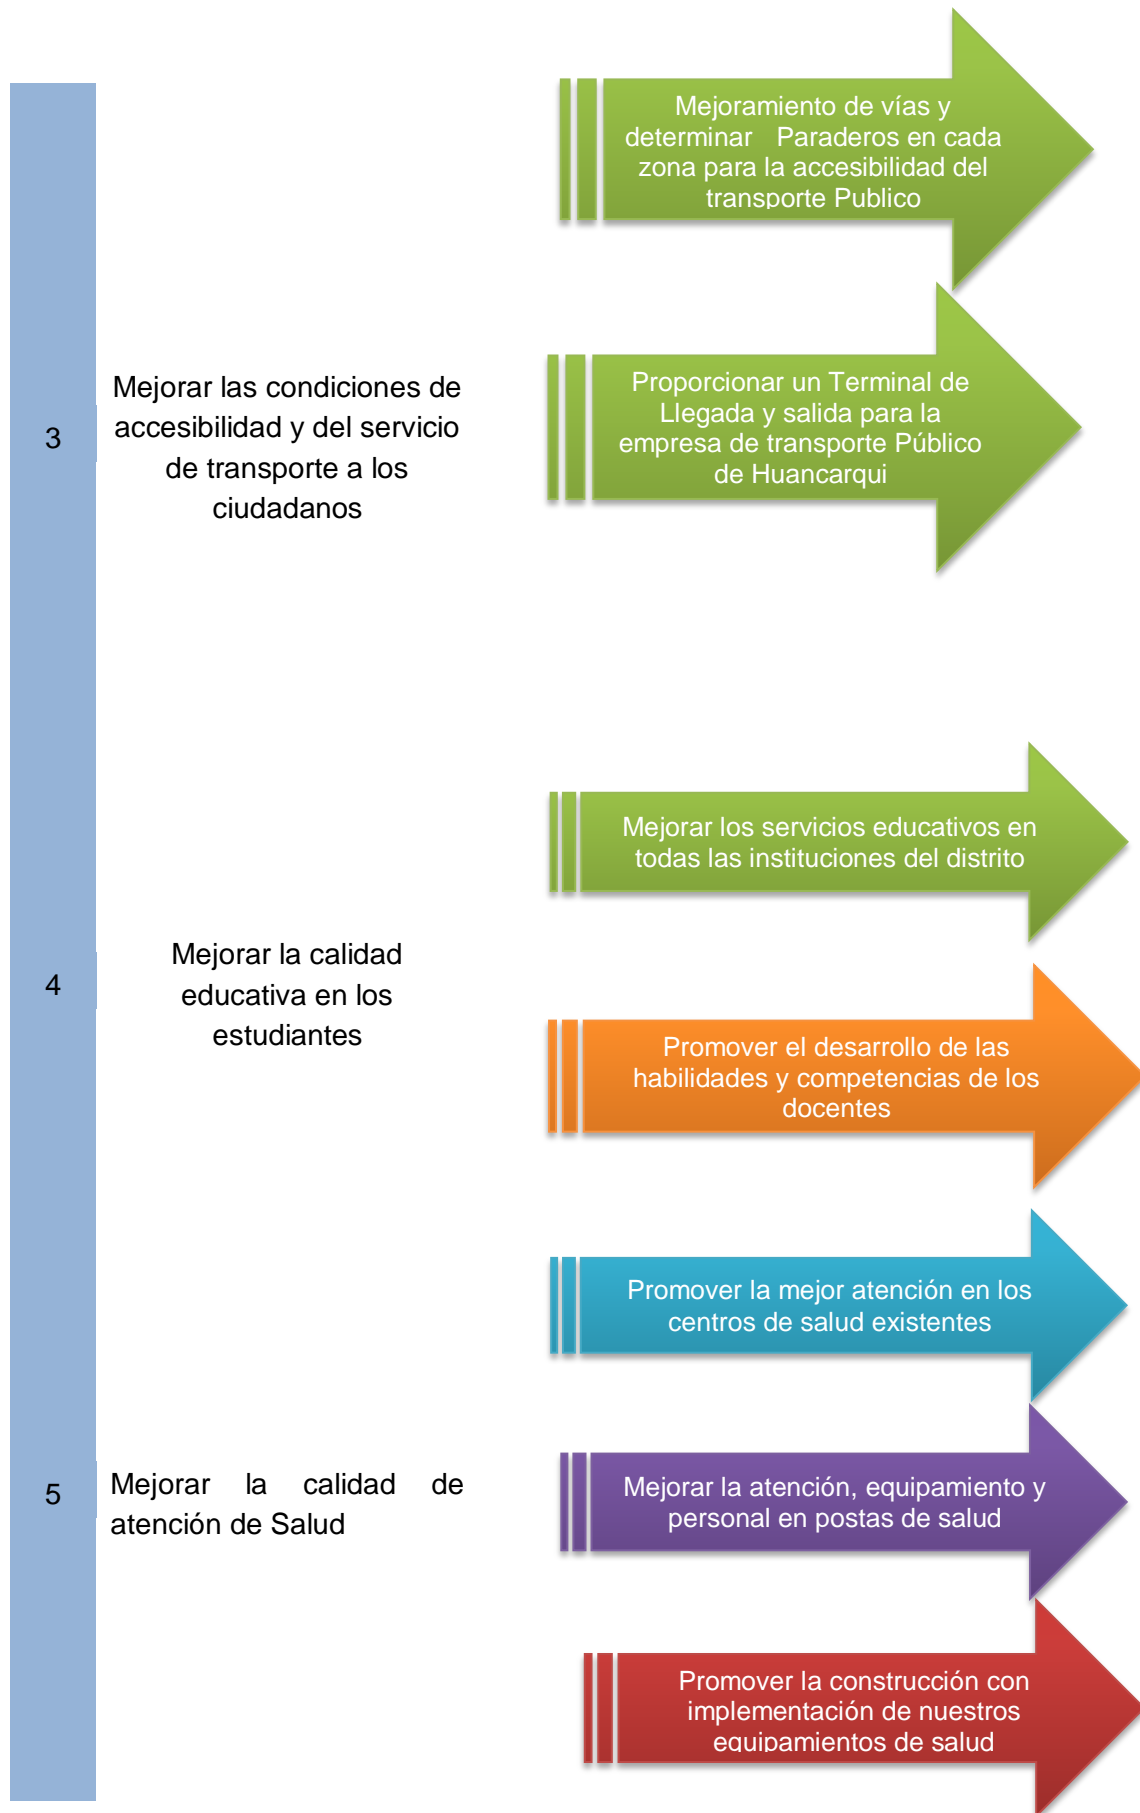 Mejoramiento de vías y
determinar Paraderos en cada
zona para la accesibilidad del
transporte Publico
3
Mejorar las condiciones de
accesibilidad y del servicio
de transporte a los
ciudadanos
Proporcionar un Terminal de
Llegada y salida para la
empresa de transporte Público
de Huancarqui
4
Mejorar la calidad
educativa en los
estudiantes
Mejorar los servicios educativos en
todas las instituciones del distrito
Promover el desarrollo de las
habilidades y competencias de los
docentes
5
Mejorar la calidad de
atención de Salud
Promover la mejor atención en los
centros de salud existentes
Mejorar la atención, equipamiento y
personal en postas de salud
Promover la construcción con
implementación de nuestros
equipamientos de salud